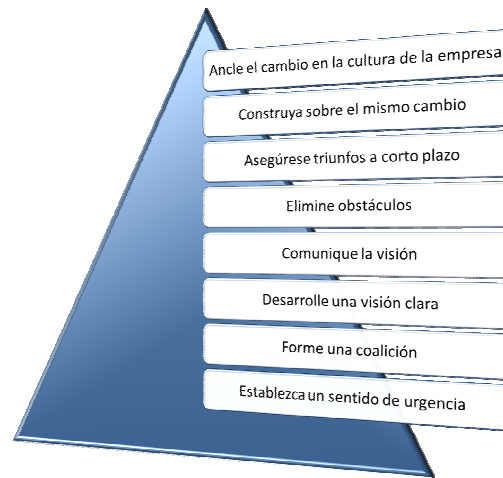 Ancle el cambio en la cultura de la empresa
Construya sobre el mismo cambio
Asegúrese triunfos a corto plazo
Elimine obstáculos
Comunique la visión
Desarrolle una visión clara
Forme una coalición
Establezca un sentido de urgencia